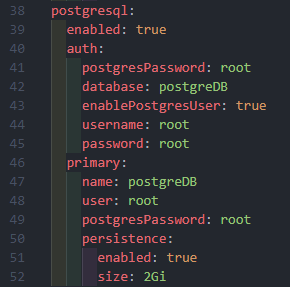 38 postgresql:
39   enabled: true
40   auth:
41     postgresPassword: root
42     database: postgreDB
43     enablePostgresUser: true
44     username: root
45     password: root
46   primary:
47     name: postgreDB
48     user: root
49     postgresPassword: root
50     persistence:
51       enabled: true
52       size: 2Gi